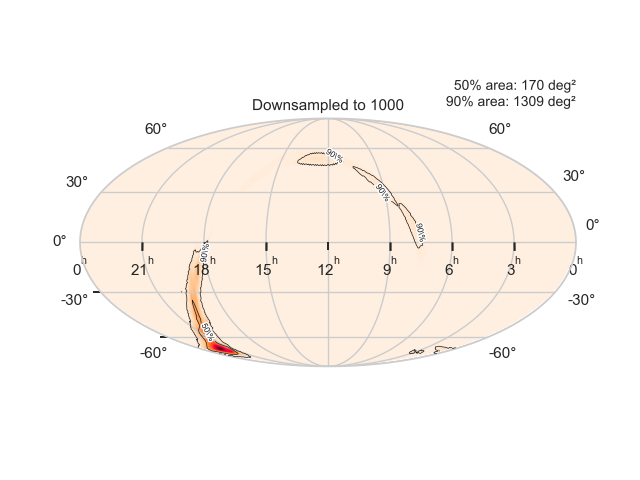 50% area: 170 deg²
90% area: 1309 deg²
Downsampled to 1000
60° 60°
30° 30°
90\%
90\%
90\%
0° 0°
90\%
0h 21h 18h 15h 12h 9h 6h 3h 0h
-30° -30°
50\%
-60° -60°